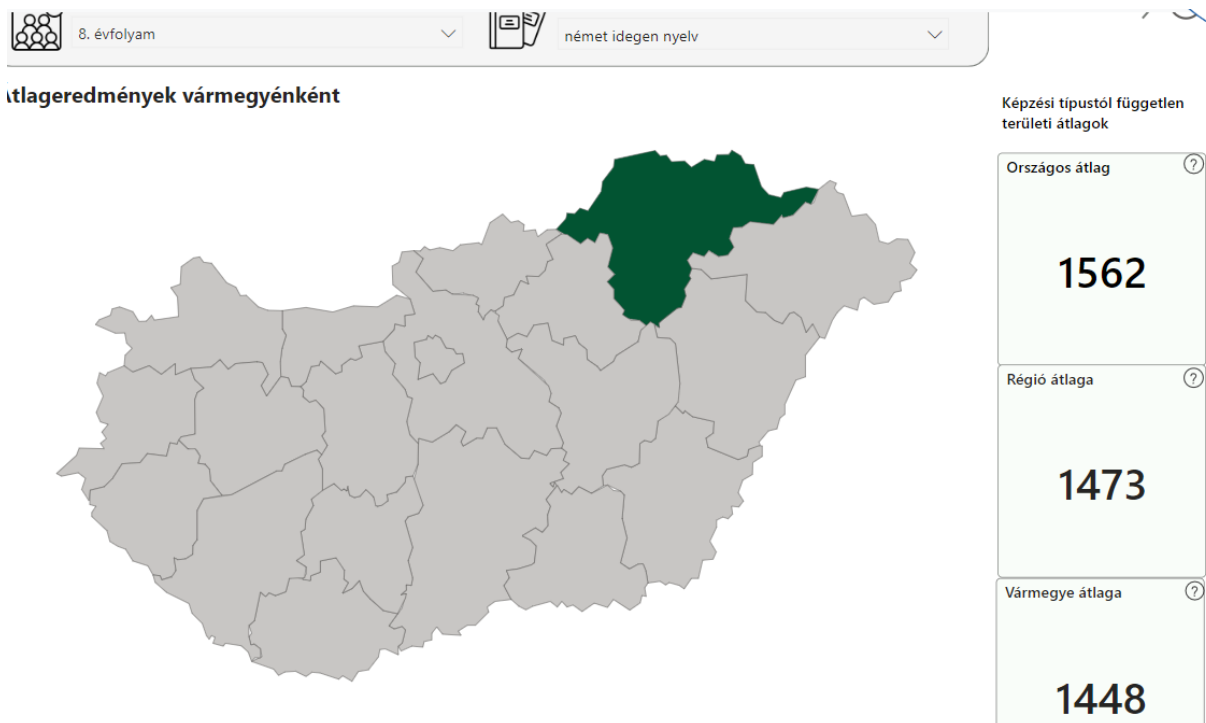 8. évfolyam
német idegen nyelv
Átlageredmények vármegyénként
Képzési típustól független
területi átlagok
Országos átlag
?
1562
Régió átlaga
?
1473
Vármegye átlaga
?
1448